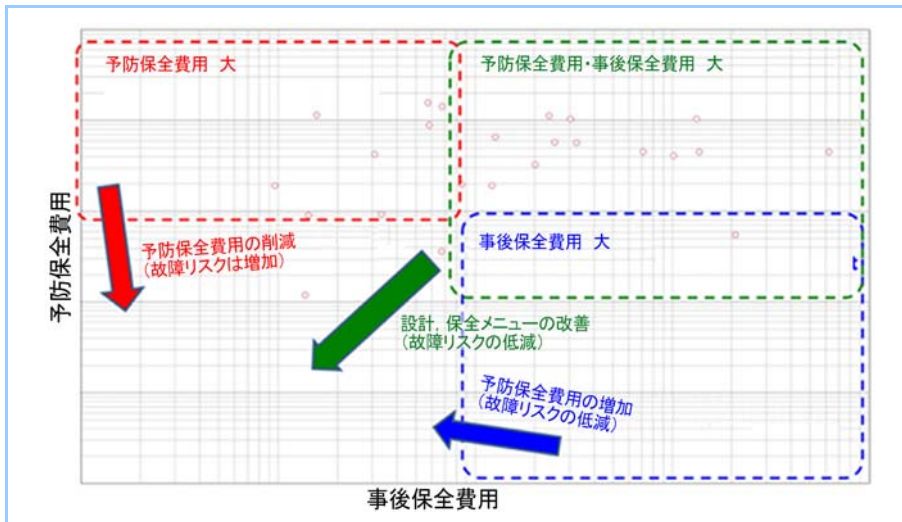 予防保全費用 大
予防保全費用・事後保全費用 大
予防保全費用
予防保全費用の削減
(故障リスクは増加)
事後保全費用 大
設計, 保全メニューの改善
(故障リスクの低減)
予防保全費用の増加
(故障リスクの低減)
事後保全費用